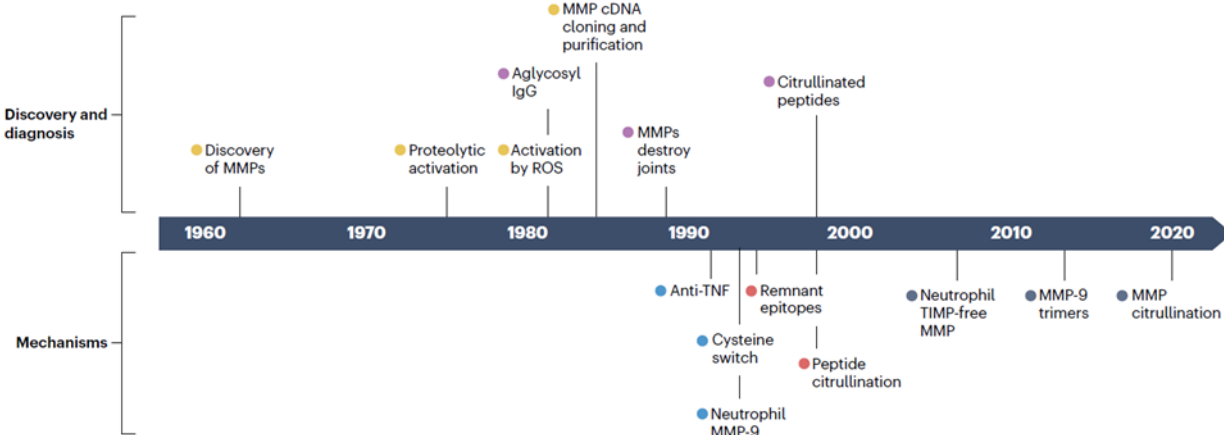 MMP cDNA
cloning and
purification
Aglycosyl
IgG
Citrullinated
peptides
Discovery and
diagnosis
MMPs
destroy
joints
Discovery
of MMPs
Proteolytic
activation
Activation
by ROS
1960 1970 1980 1990 2000 2010 2020
Anti-TNF
Remnant
epitopes
Neutrophil
TIMP-free
MMP
MMP-9
trimers
MMP
citrullination
Mechanisms
Cysteine
switch
Peptide
citrullination
Neutrophil
MMP-9